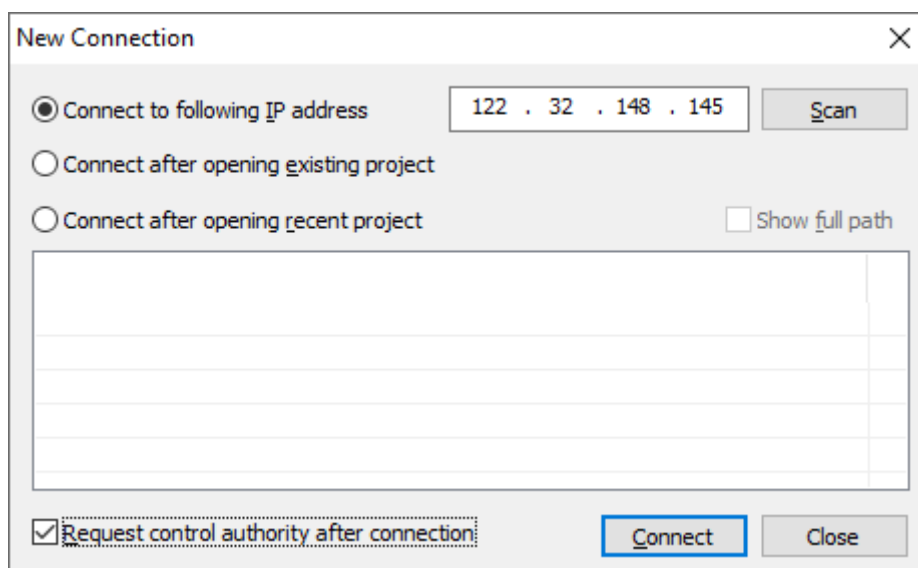 New Connection
Connect to following IP address 122 . 32 . 148 . 145 Scan
Connect after opening existing project
Connect after opening recent project Show full path
Request control authority after connection Connect Close